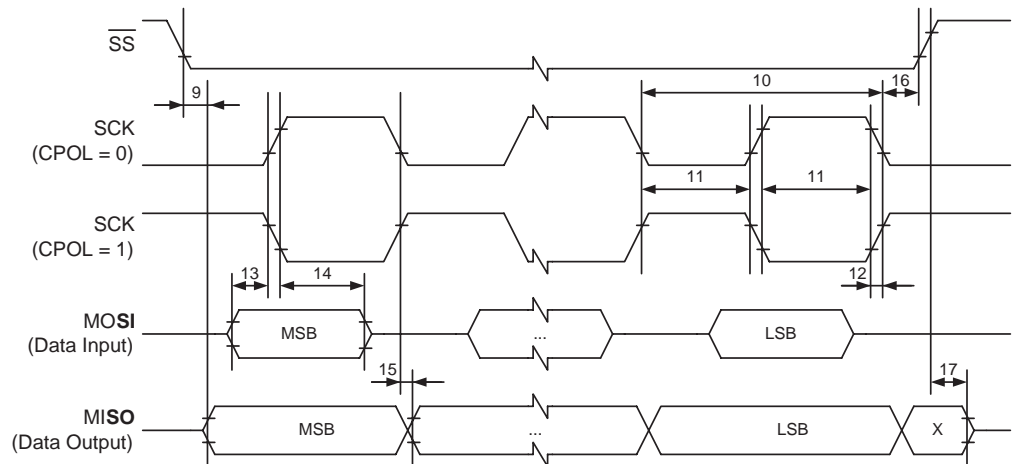 SS
10
16
9
SCK
(CPOL = 0)
11
11
SCK
(CPOL = 1)
12
13
14
MOSI
(Data Input)
MSB
...
LSB
15
17
MISO
(Data Output)
MSB
...
LSB
X